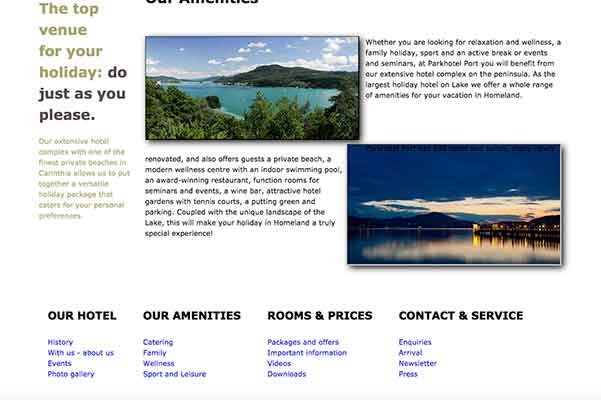 Our Amenities
The top
venue
for your
holiday: do
just as you
please.
Our extensive hotel
complex with one of the
finest private beaches in
Carinthia allows us to put
together a versatile
holiday package that
caters for your personal
preferences.
Whether you are looking for relaxation and wellness, a
family holiday, sport and an active break or events
and seminars, at Parkhotel Port you will benefit from
our extensive hotel complex on the peninsula. As the
largest holiday hotel on Lake we offer a whole range
of amenities for your vacation in Homeland.
Parkhotel Port has
renovated, and also offers guests a private beach, a
modern wellness centre with an indoor swimming pool,
an award-winning restaurant, function rooms for
seminars and events, a wine bar, attractive hotel
gardens with tennis courts, a putting green and
parking. Coupled with the unique landscape of the
Lake, this will make your holiday in Homeland a truly
special experience!
OUR HOTEL
History
With us - about us
Events
Photo gallery
OUR AMENITIES
Catering
Family
Wellness
Sport and Leisure
ROOMS & PRICES
Packages and offers
Important information
Videos
Downloads
CONTACT & SERVICE
Enquiries
Arrival
Newsletter
Press